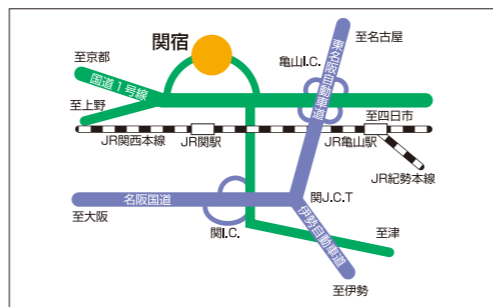 至名古屋
関宿
至京都
亀山I.C.
東名阪自動車道
国道1号線
至上野
至四日市
JR関西本線
JR関駅
JR亀山駅
JR紀勢本線
名阪国道
関J.C.T
至大阪
関I.C.
伊勢自動車道
至津
至伊勢